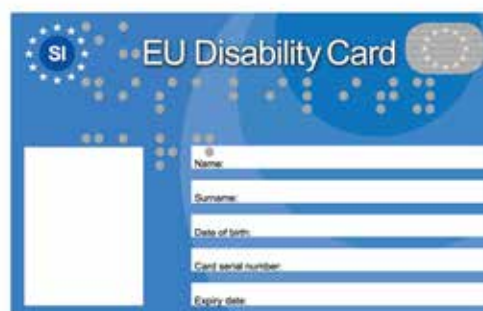 SI
EU Disability Card
Name:
Surname:
Date of birth:
Card serial number:
Expiry date: